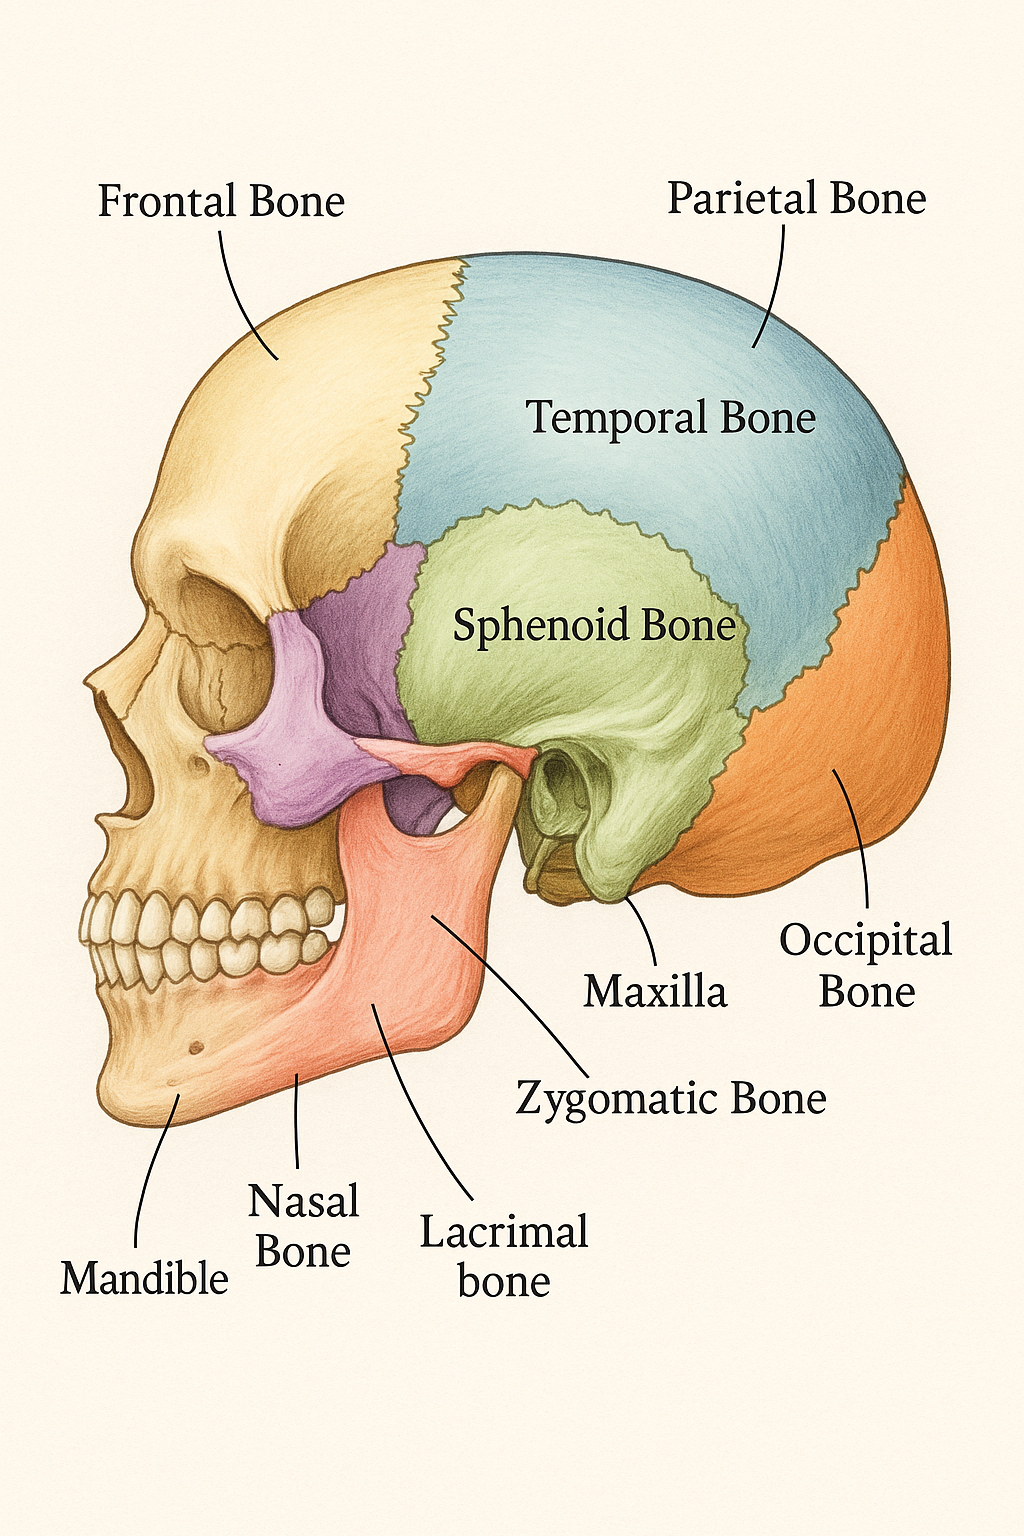 Frontal Bone
Parietal Bone
Temporal Bone
Sphenoid Bone
Occipital
Bone
Maxilla
Zygomatic Bone
Nasal
Bone
Lacrimal
bone
Mandible